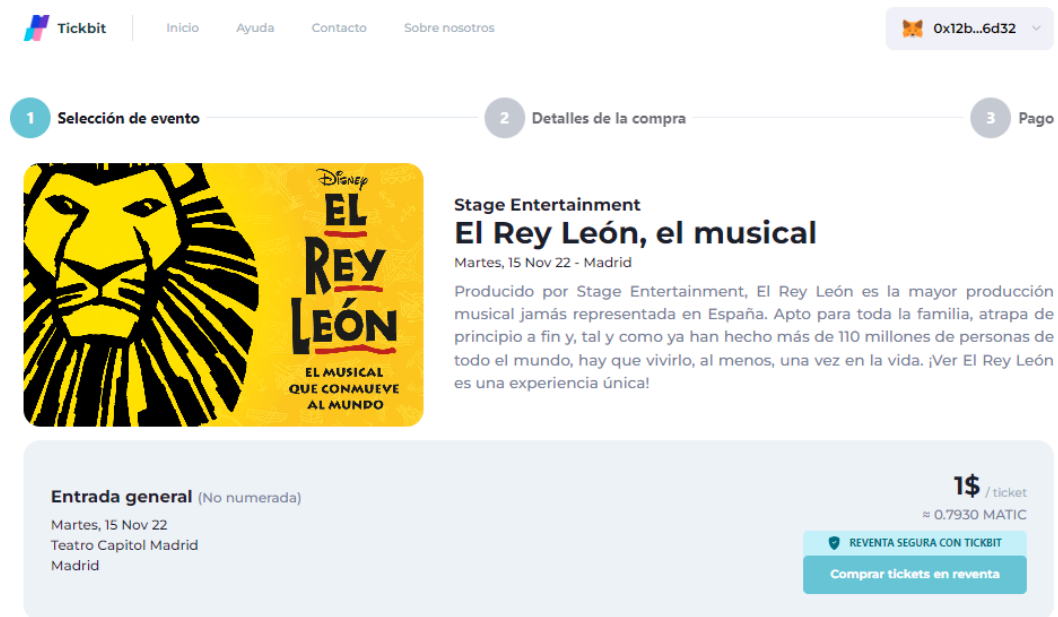 Tickbit
Inicio
Ayuda
Contacto
Sobre nosotros
0x12b...6d32
1
Selección de evento
2
Detalles de la compra
3
Pago
DISNEY
EL
REY
LEÓN
EL MUSICAL
QUE CONMUEVE
AL MUNDO
Stage Entertainment
El Rey León, el musical
Martes, 15 Nov 22 - Madrid
Producido por Stage Entertainment, El Rey León es la mayor producción
musical jamás representada en España. Apto para toda la familia, atrapa de
principio a fin y, tal y como ya han hecho más de 110 millones de personas de
todo el mundo, hay que vivirlo, al menos, una vez en la vida. ¡Ver El Rey León
es una experiencia única!
Entrada general (No numerada)
Martes, 15 Nov 22
Teatro Capitol Madrid
Madrid
1$ / ticket
≈ 0.7930 MATIC
REVENTA SEGURA CON TICKBIT
Comprar tickets en reventa